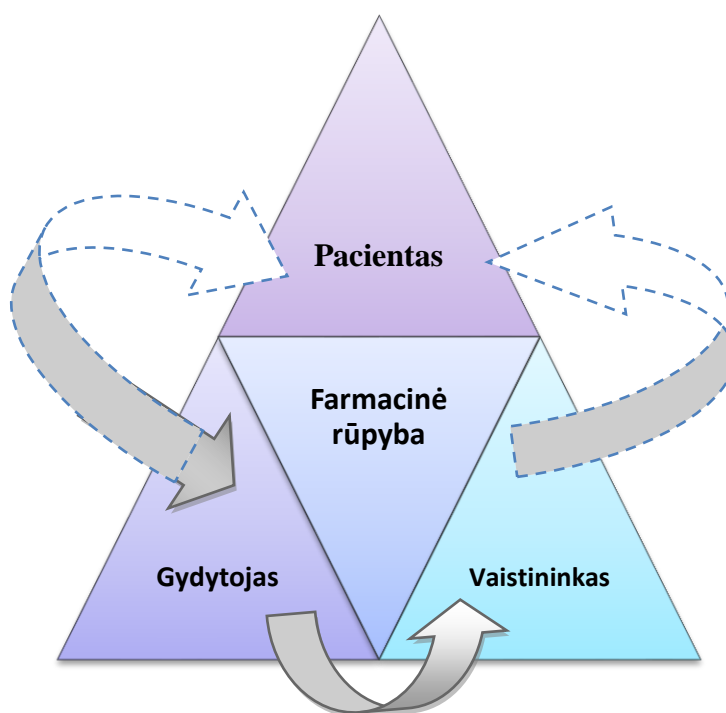 Pacientas
Farmacinė
rūpyba
Gydytojas
Vaistininkas